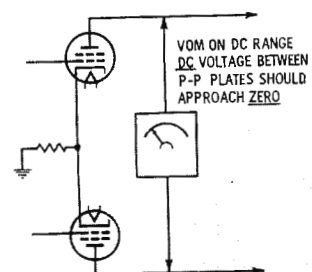 VOM ON DC RANGE
DC VOLTAGE BETWEEN
P-P PLATES SHOULD
APPROACH ZERO